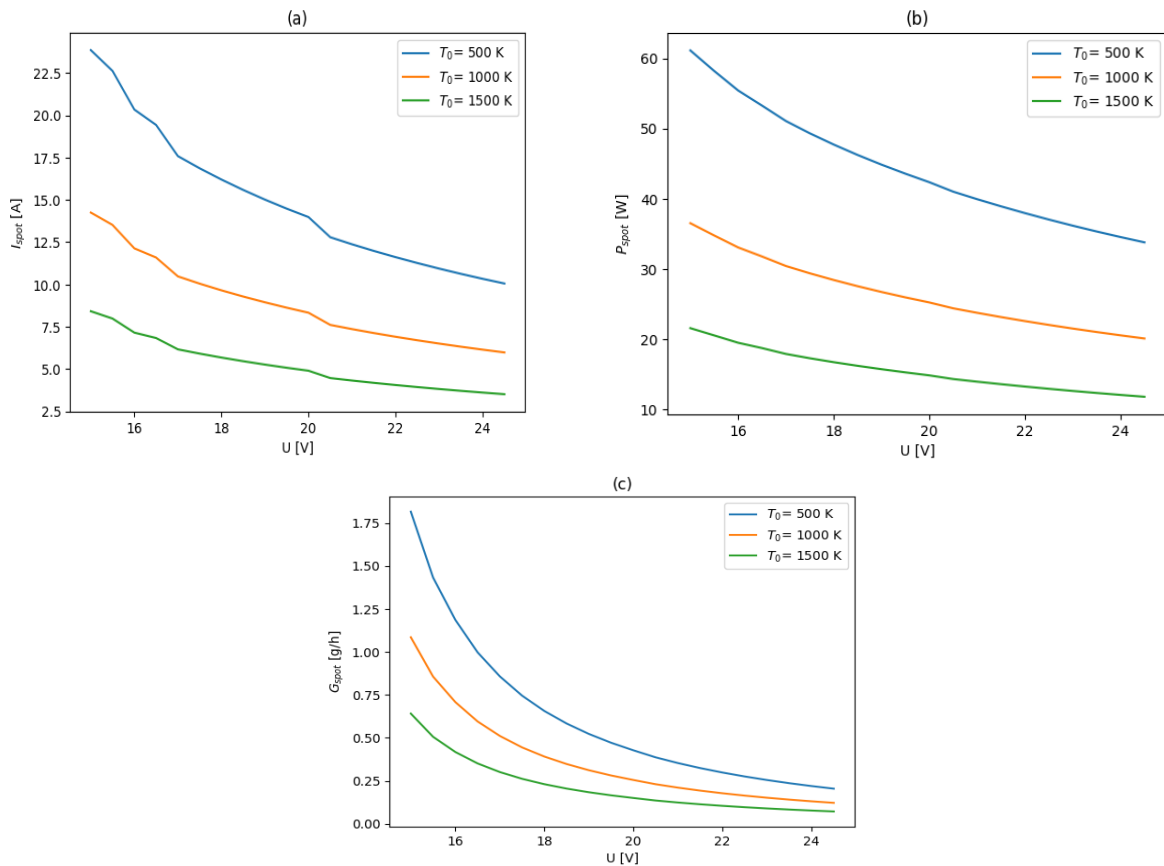 (a)
T₀= 500 K
T₀= 1000 K
T₀= 1500 K
22.5
20.0
17.5
15.0
12.5
10.0
7.5
5.0
2.5
I_spot [A]
16 18 20 22 24
U [V]
(b)
T₀= 500 K
T₀= 1000 K
T₀= 1500 K
60
50
40
30
20
10
P_spot [W]
16 18 20 22 24
U [V]
(c)
T₀= 500 K
T₀= 1000 K
T₀= 1500 K
1.75
1.50
1.25
1.00
0.75
0.50
0.25
0.00
G_spot [g/h]
16 18 20 22 24
U [V]